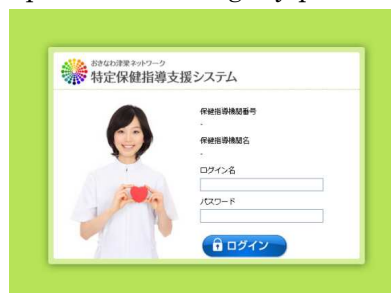 おきなわ津梁ネットワーク
特定保健指導支援システム
保健指導機関番号
-
保健指導機関名
-
ログイン名
パスワード
ログイン